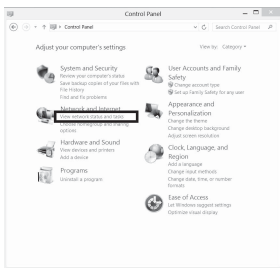 Control Panel
Control Panel
Search Control Panel
Adjust your computer's settings
View by: Category
System and Security
Review your computer's status
Save backup copies of your files with
File History
Find and fix problems
Network and Internet
View network status and tasks
Choose homegroup and sharing
options
Hardware and Sound
View devices and printers
Add a device
Programs
Uninstall a program
User Accounts and Family
Safety
Change account type
Set up Family Safety for any user
Appearance and
Personalization
Change the theme
Change desktop background
Adjust screen resolution
Clock, Language, and
Region
Add a language
Change input methods
Change date, time, or number
formats
Ease of Access
Let Windows suggest settings
Optimize visual display